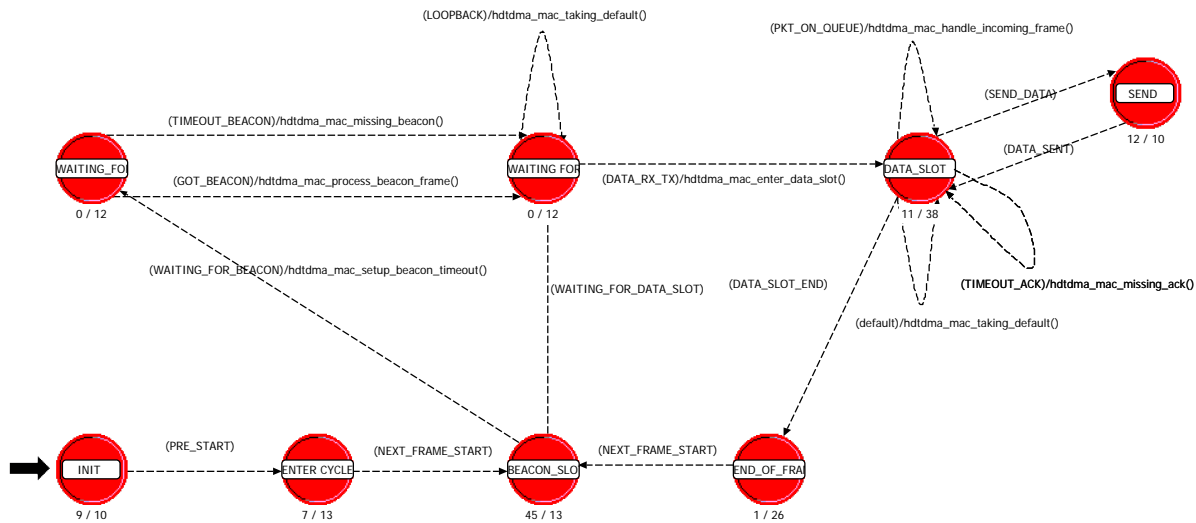 (LOOPBACK)/hdtdma_mac_taking_default()
(PKT_ON_QUEUE)/hdtdma_mac_handle_incoming_frame()
(SEND_DATA)
SEND
12 / 10
(TIMEOUT_BEACON)/hdtdma_mac_missing_beacon()
(DATA_SENT)
WAITING_FO
0 / 12
(GOT_BEACON)/hdtdma_mac_process_beacon_frame()
WAITING FOR
0 / 12
(DATA_RX_TX)/hdtdma_mac_enter_data_slot()
DATA_SLOT
11 / 38
(WAITING_FOR_BEACON)/hdtdma_mac_setup_beacon_timeout()
(WAITING_FOR_DATA_SLOT)
(DATA_SLOT_END)
(TIMEOUT_ACK)/hdtdma_mac_missing_ack()
(default)/hdtdma_mac_taking_default()
(PRE_START)
(NEXT_FRAME_START)
(NEXT_FRAME_START)
INIT
9 / 10
ENTER CYCLE
7 / 13
BEACON_SLO
45 / 13
END_OF_FRA
1 / 26